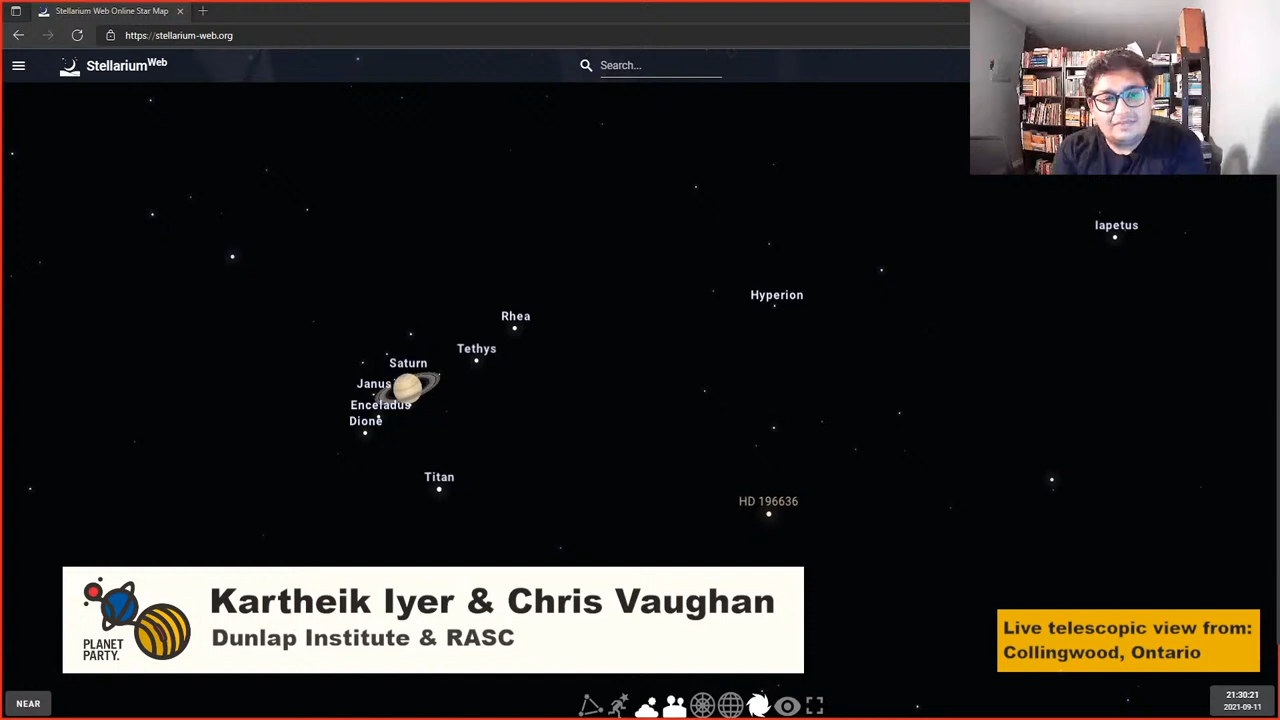 Stellarium Web Online Star Map
https://stellarium-web.org
StellariumWeb
Search...
Iapetus
Hyperion
Rhea
Tethys
Saturn
Janus
Enceladus
Dione
Titan
HD 196636
PLANET
PARTY.
Kartheik Iyer & Chris Vaughan
Dunlap Institute & RASC
Live telescopic view from:
Collingwood, Ontario
NEAR
21:30:21
2021-09-11